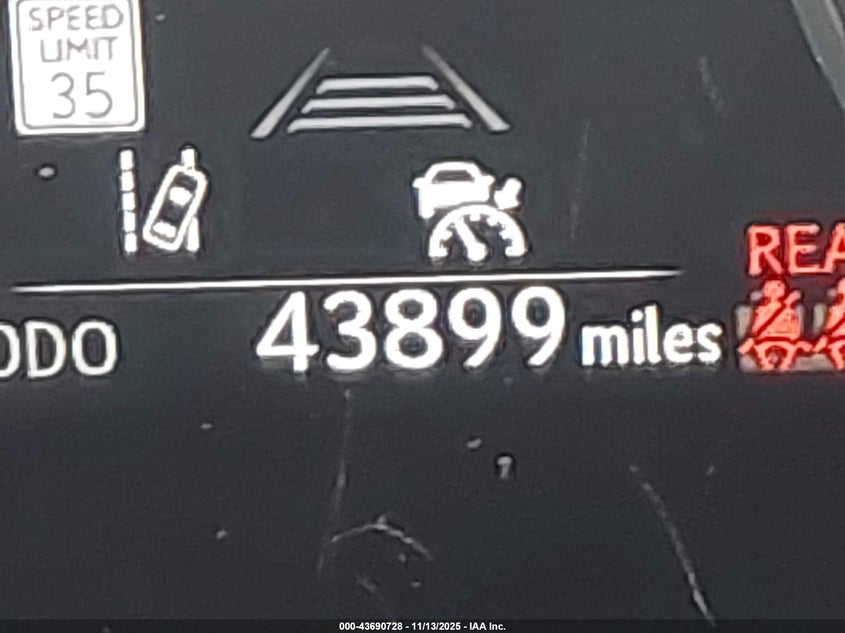 SPEED
LIMIT
35
REA
ODO 43899 miles
000-43690728 - 11/13/2025 - IAA Inc.